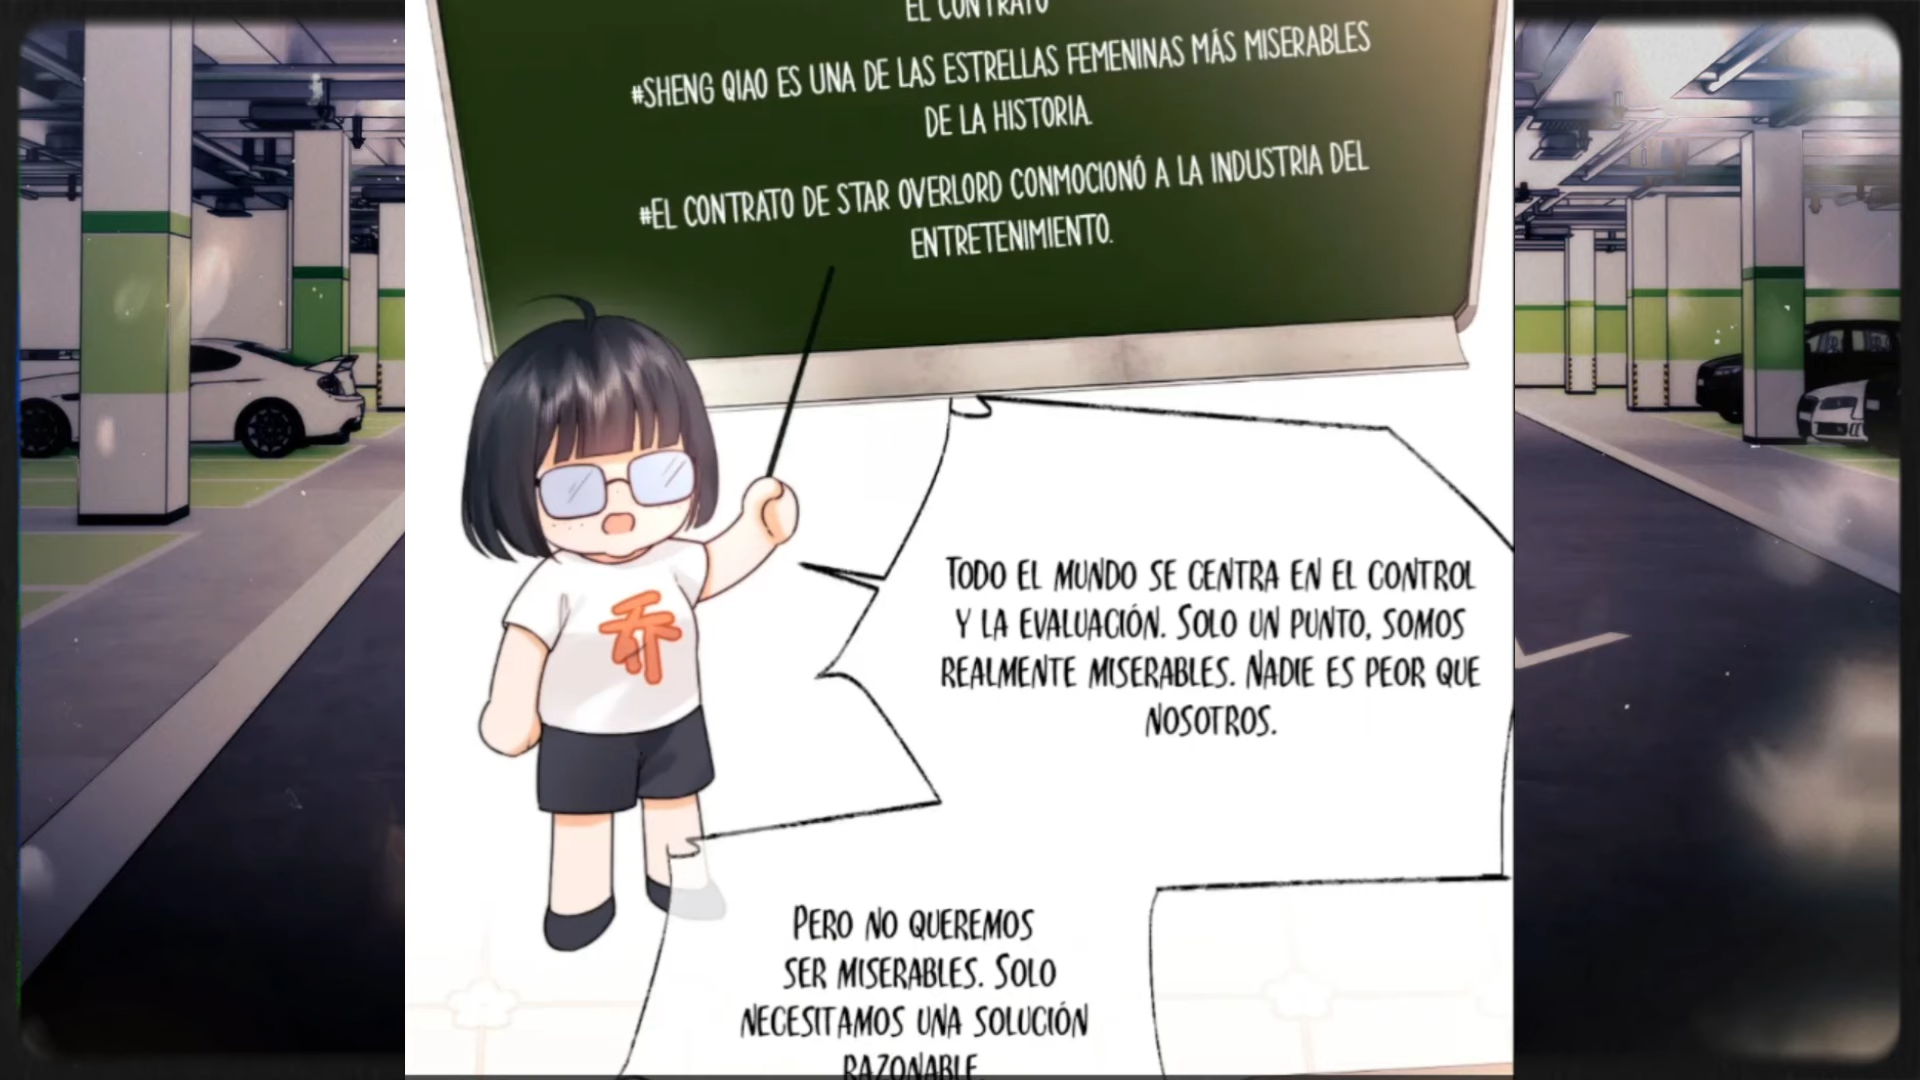 EL CONTRATO
#SHENG QIAO ES UNA DE LAS ESTRELLAS FEMENINAS MÁS MISERABLES
DE LA HISTORIA.
#EL CONTRATO DE STAR OVERLORD CONMOCIONÓ A LA INDUSTRIA DEL
ENTRETENIMIENTO.
乔
TODO EL MUNDO SE CENTRA EN EL CONTROL
Y LA EVALUACIÓN. SOLO UN PUNTO, SOMOS
REALMENTE MISERABLES. NADIE ES PEOR QUE
NOSOTROS.
PERO NO QUEREMOS
SER MISERABLES. SOLO
NECESITAMOS UNA SOLUCIÓN
RAZONABLE.